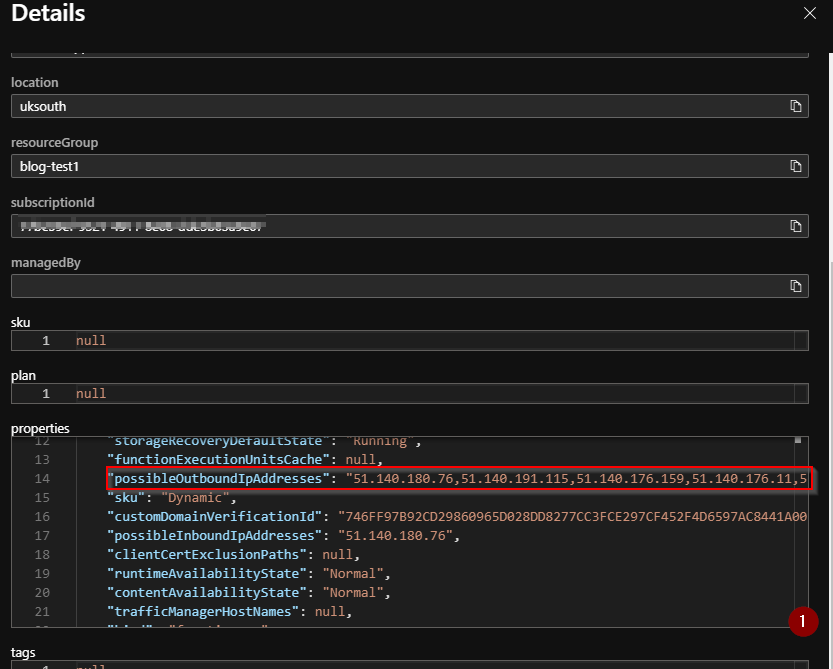 Details
location
uksouth
resourceGroup
blog-test1
subscriptionId
managedBy
sku
1 null
plan
1 null
properties
12 "storageRecoveryDefaultState": "Running",
13 "functionExecutionUnitsCache": null,
14 "possibleOutboundIpAddresses": "51.140.180.76,51.140.191.115,51.140.176.159,51.140.176.11,5
15 "sku": "Dynamic",
16 "customDomainVerificationId": "746FF97B92CD29860965D028DD8277CC3FCE297CF452F4D6597AC8441A00
17 "possibleInboundIpAddresses": "51.140.180.76",
18 "clientCertExclusionPaths": null,
19 "runtimeAvailabilityState": "Normal",
20 "contentAvailabilityState": "Normal",
21 "trafficManagerHostNames": null,
1
tags
1 null